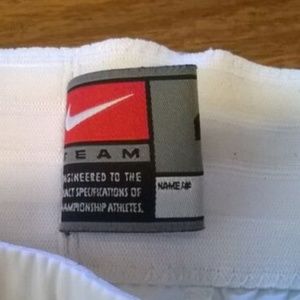 TEAM
NGINEERED TO THE
ACT SPECIFICATIONS OF
AMPIONSHIP ATHLETES.
NAME/#